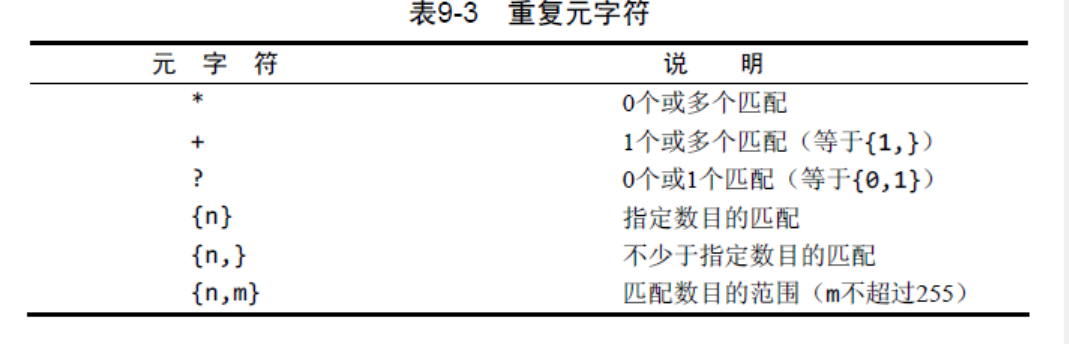 表9-3 重复元字符
元 字 符 说 明
* 0个或多个匹配
+ 1个或多个匹配（等于{1,}）
? 0个或1个匹配（等于{0,1}）
{n} 指定数目的匹配
{n,} 不少于指定数目的匹配
{n,m} 匹配数目的范围（m不超过255）